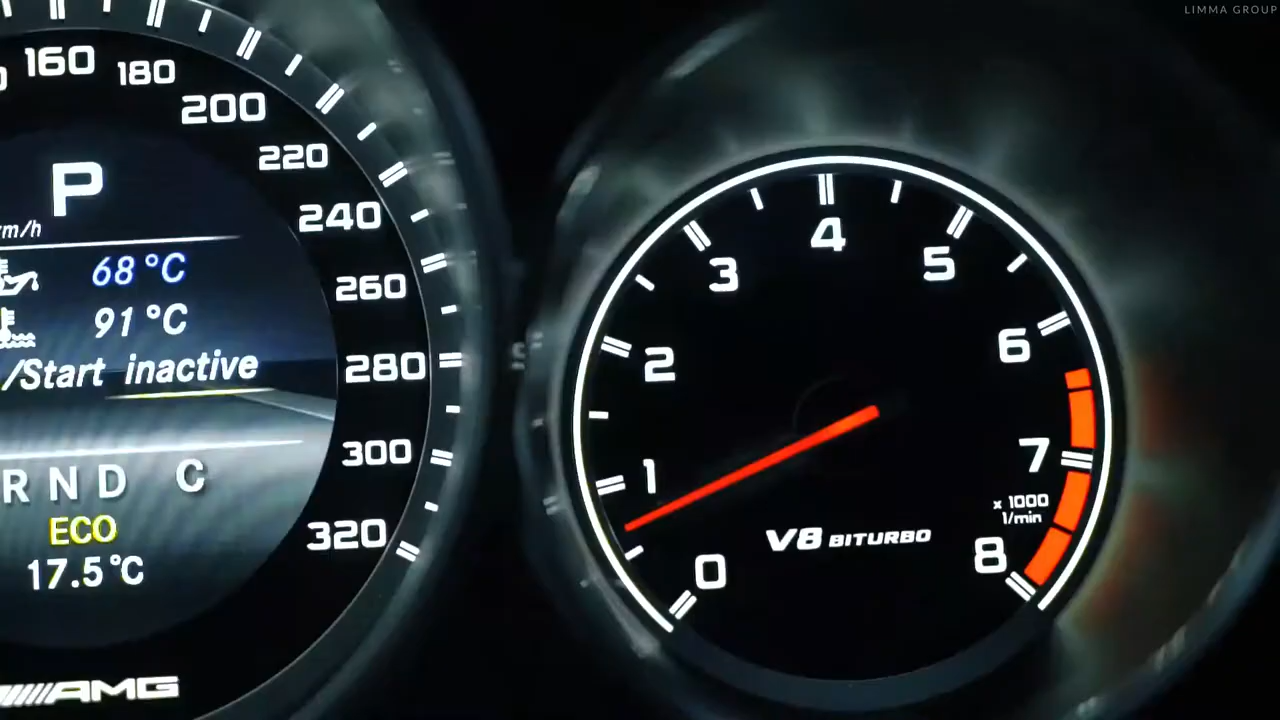 LIMMA GROUP
160
180
200
220
240
260
280
300
320
P
km/h
68°C
91°C
/Start inactive
R N D C
ECO
17.5°C
AMG
0
1
2
3
4
5
6
7
8
x 1000
1/min
V8 BITURBO